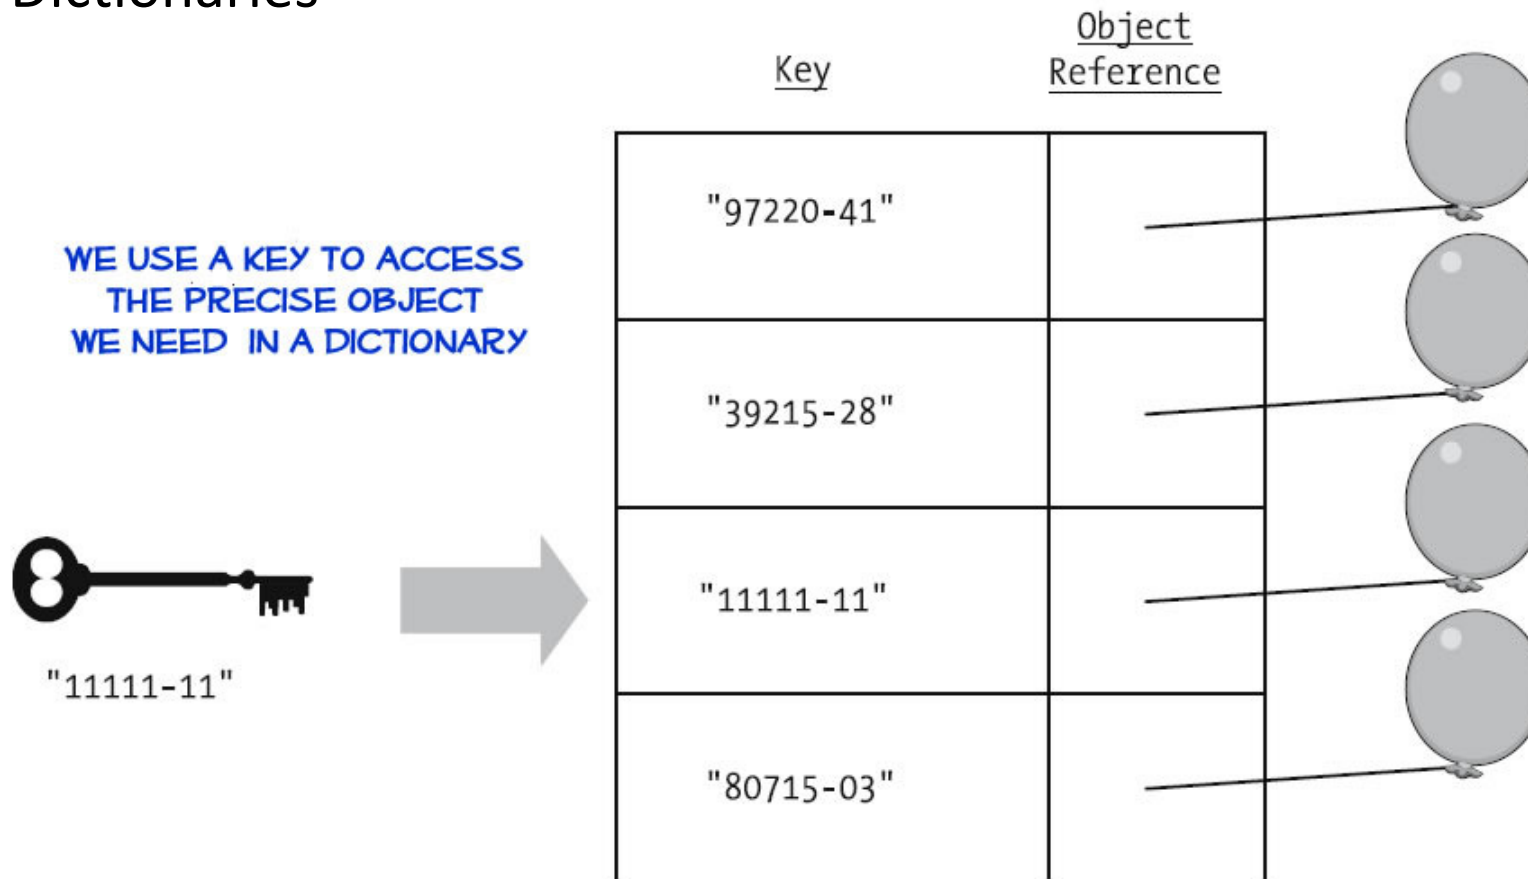 Dictionaries
Key
Object
Reference
WE USE A KEY TO ACCESS
THE PRECISE OBJECT
WE NEED IN A DICTIONARY
"97220-41"
"39215-28"
"11111-11"
"11111-11"
"80715-03"